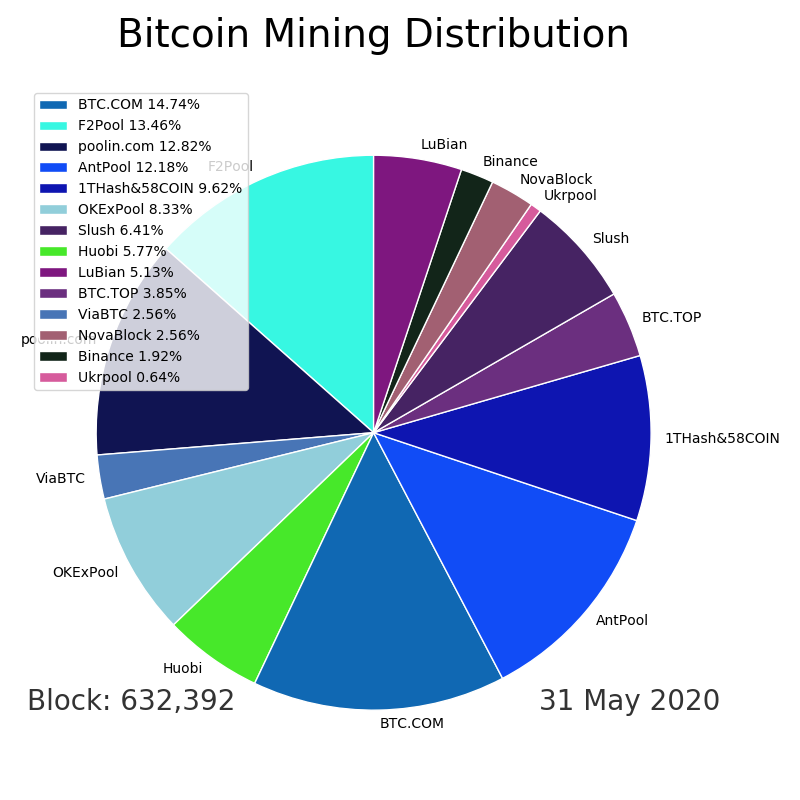 Bitcoin Mining Distribution
BTC.COM 14.74%
F2Pool 13.46%
poolin.com 12.82%
AntPool 12.18%
1THash&58COIN 9.62%
OKExPool 8.33%
Slush 6.41%
Huobi 5.77%
LuBian 5.13%
BTC.TOP 3.85%
ViaBTC 2.56%
NovaBlock 2.56%
Binance 1.92%
Ukrpool 0.64%
LuBian
Binance
NovaBlock
Ukrpool
Slush
BTC.TOP
1THash&58COIN
AntPool
BTC.COM
Huobi
OKExPool
ViaBTC
poolin.com
F2Pool
Block: 632,392
31 May 2020